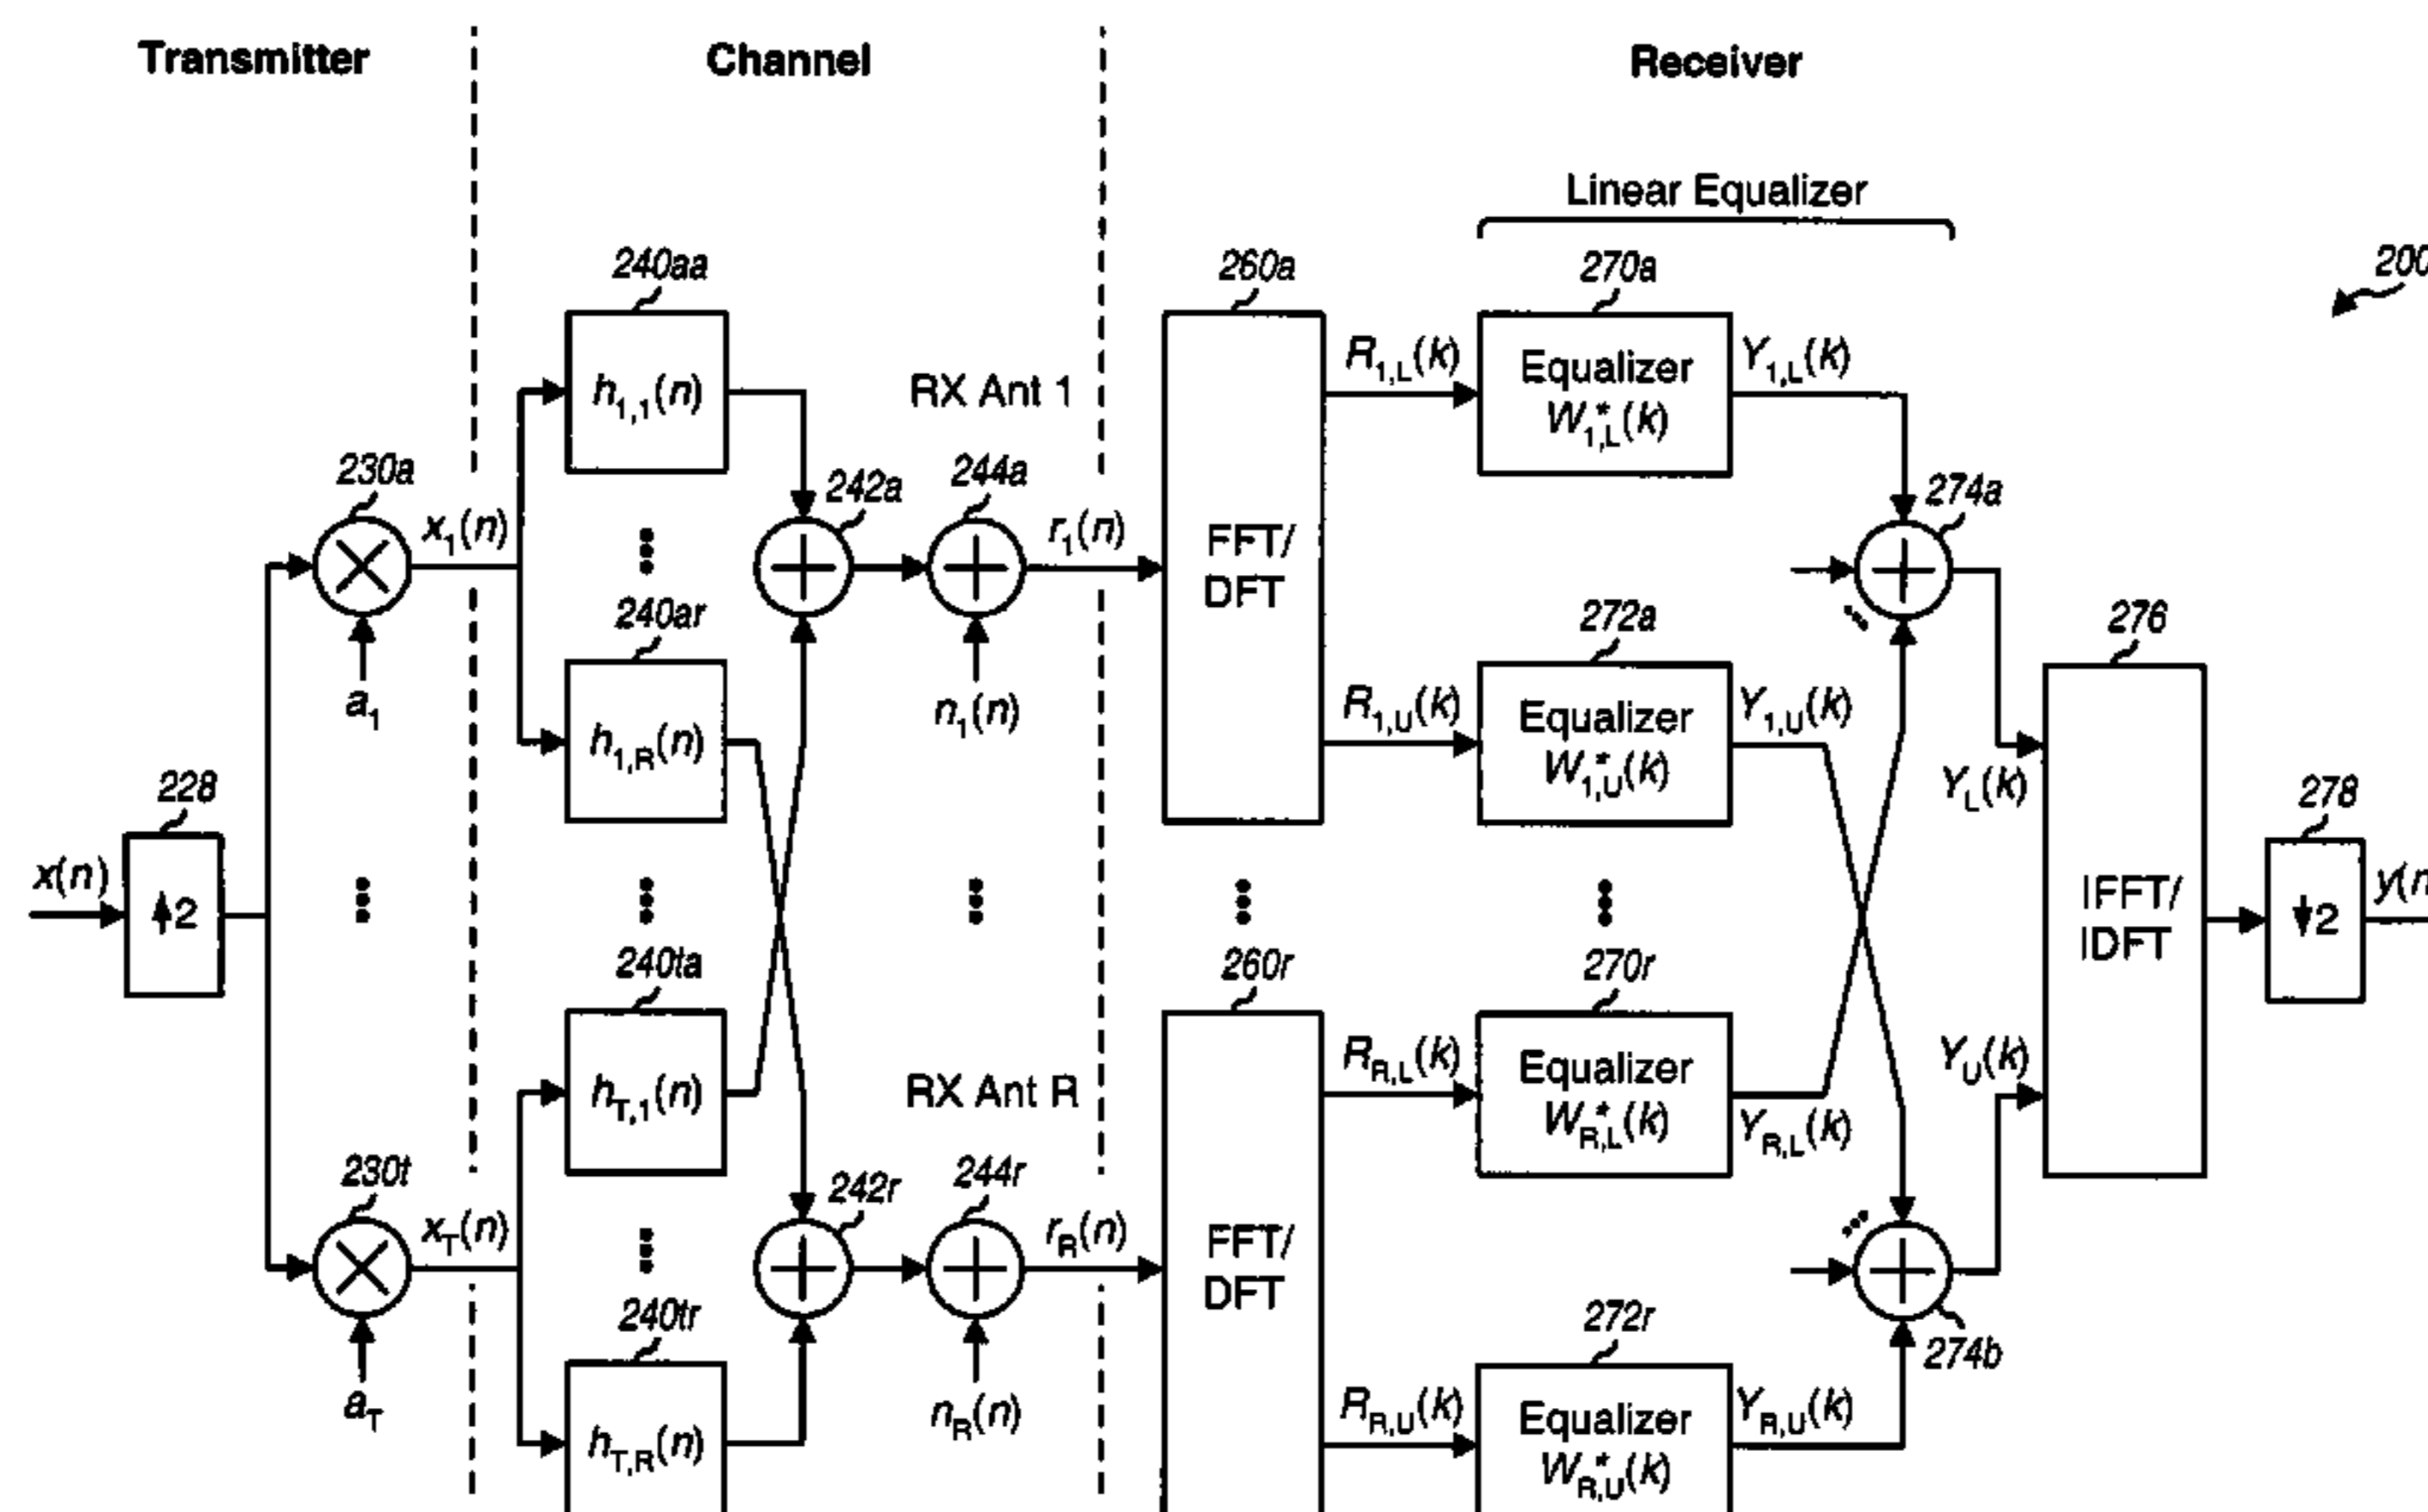 Transmitter
Channel
Receiver
Linear Equalizer
200
240aa
260a
270a
h1,1(n)
RX Ant 1
R1,L(k)
Equalizer
W*1,L(k)
Y1,L(k)
230a
x1(n)
242a
244a
r1(n)
FFT/
DFT
274a
a1
240ar
h1,R(n)
n1(n)
R1,U(k)
272a
Equalizer
W*1,U(k)
Y1,U(k)
276
YL(k)
228
x(n)
2
278
2
y(n
IFFT/
IDFT
240ta
hT,1(n)
RX Ant R
260r
270r
RR,L(k)
Equalizer
W*R,L(k)
YR,L(k)
YU(k)
230t
xT(n)
242r
244r
rR(n)
FFT/
DFT
274b
aT
240tr
hT,R(n)
nR(n)
RR,U(k)
272r
Equalizer
W*R,U(k)
YR,U(k)